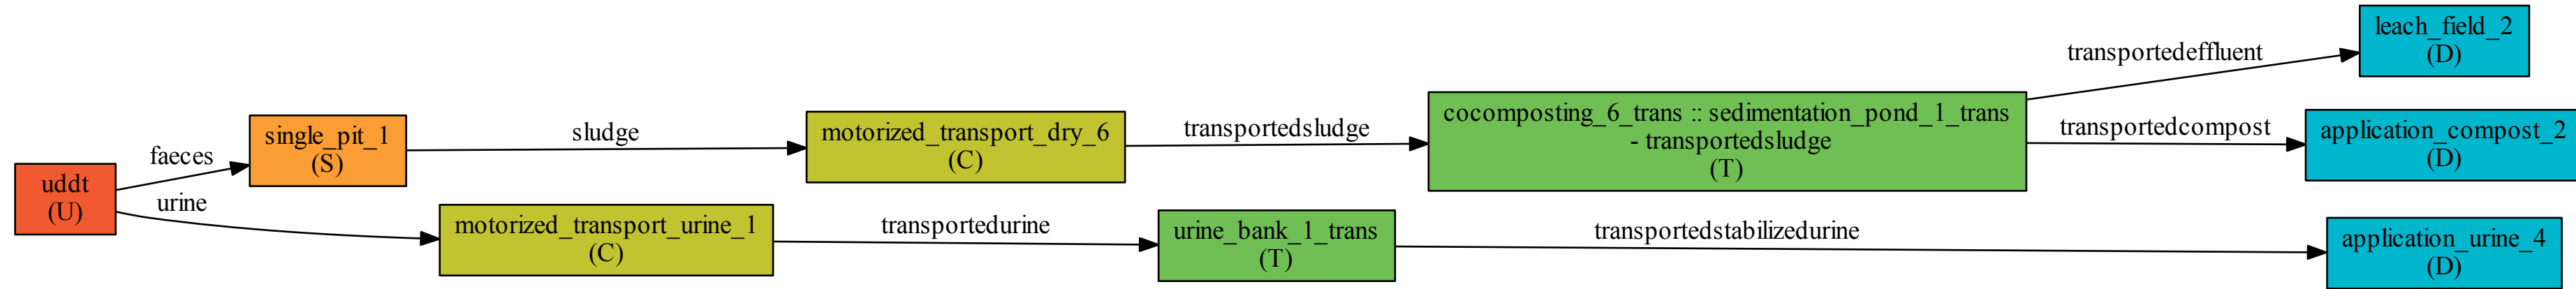 uddt
(U)
faeces
urine
single_pit_1
(S)
sludge
motorized_transport_dry_6
(C)
transportedsludge
cocomposting_6_trans :: sedimentation_pond_1_trans
- transportedsludge
(T)
transportedeffluent
leach_field_2
(D)
transportedcompost
application_compost_2
(D)
motorized_transport_urine_1
(C)
transportedurine
urine_bank_1_trans
(T)
transportedstabilizedurine
application_urine_4
(D)